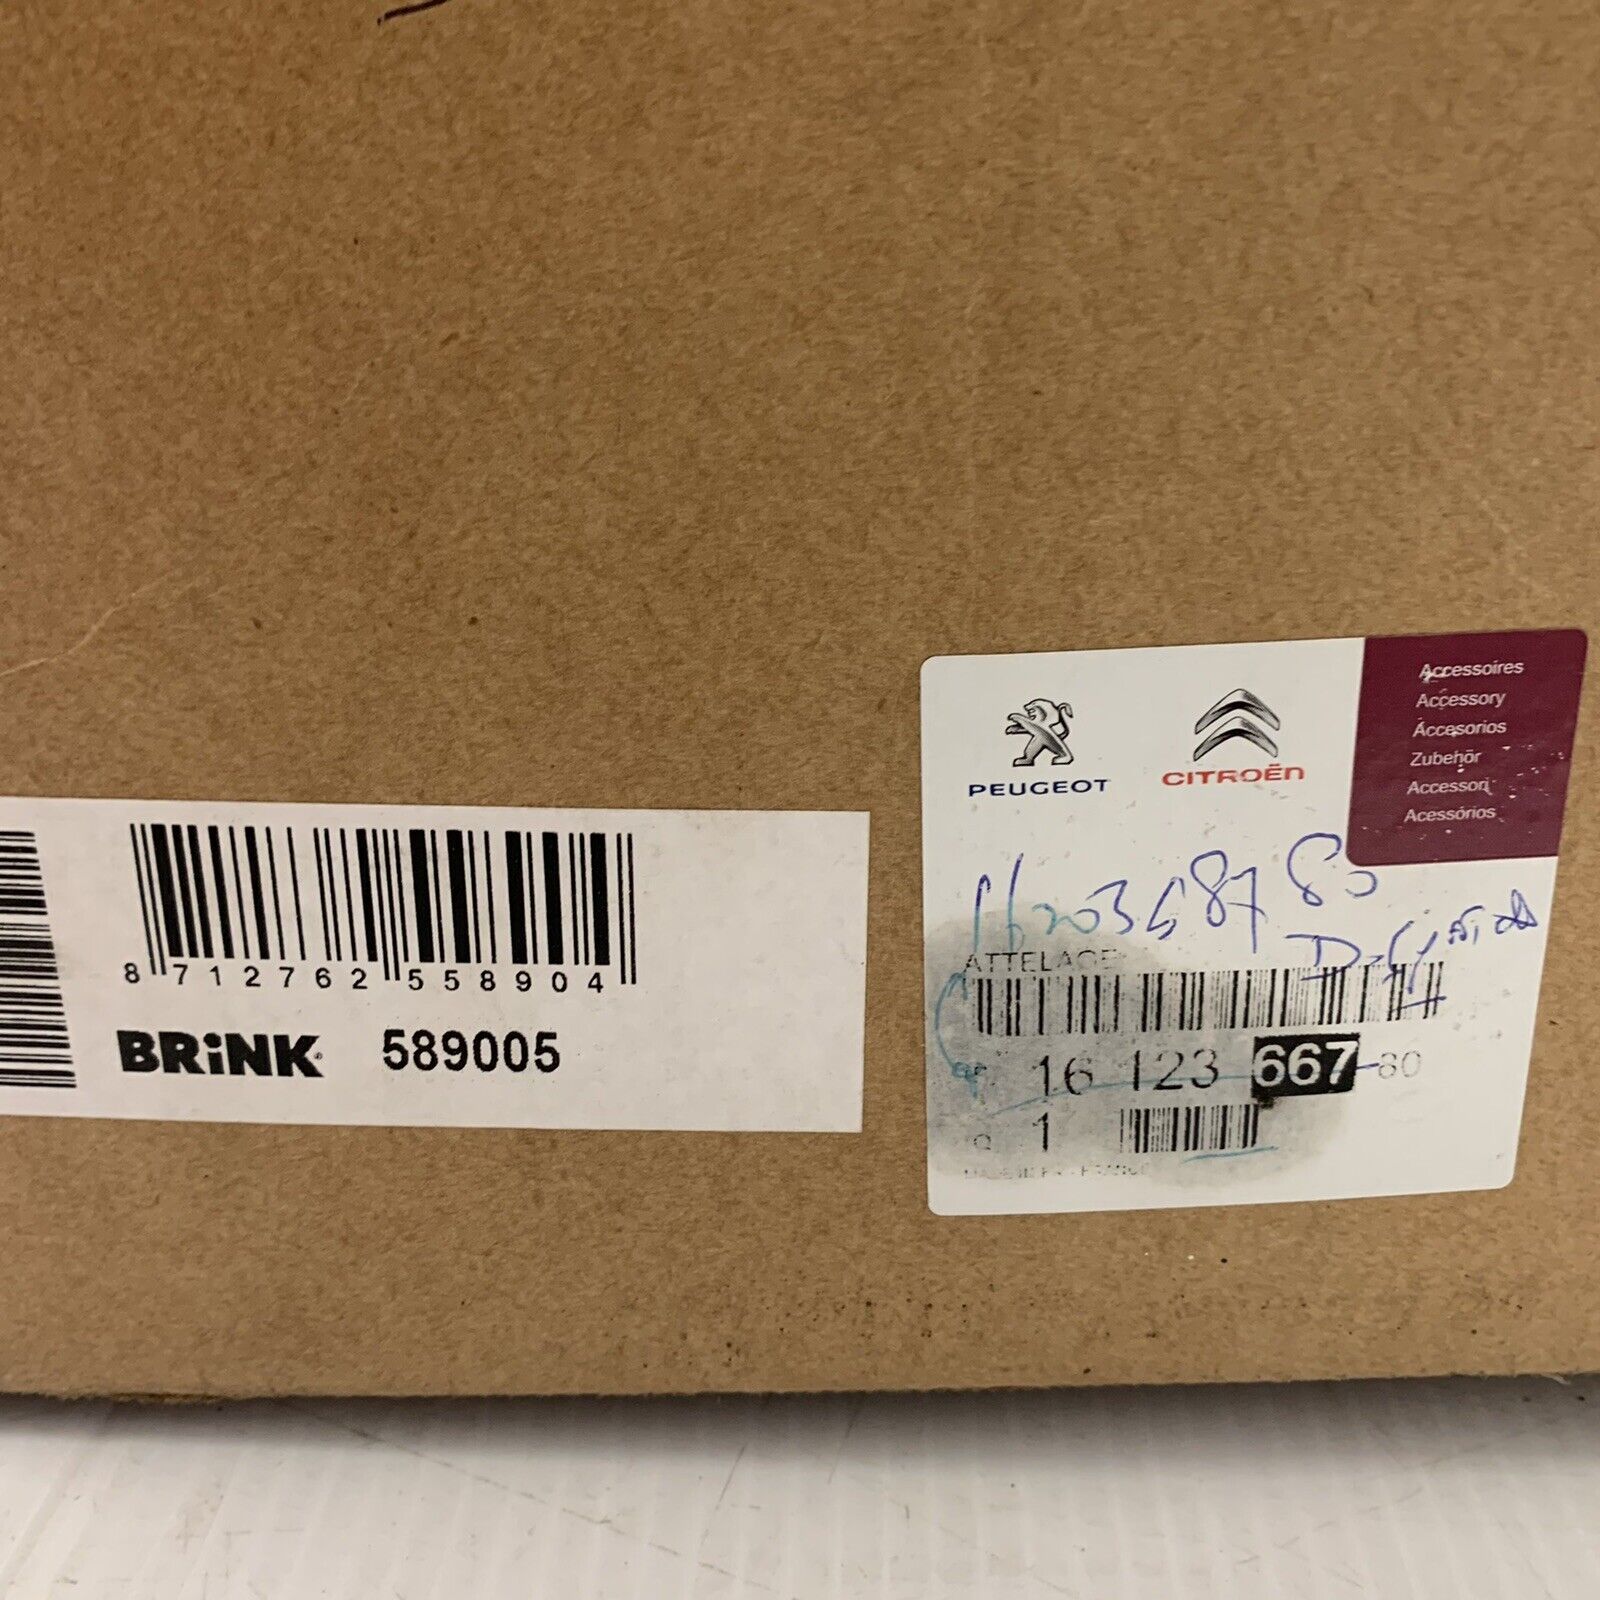 8 712762 558904
BRiNK 589005
PEUGEOT CITROËN
Accessoires
Accessory
Accesorios
Zubehör
Accessori
Acessórios
ATTELAGE
16 123 667 80
Q 1